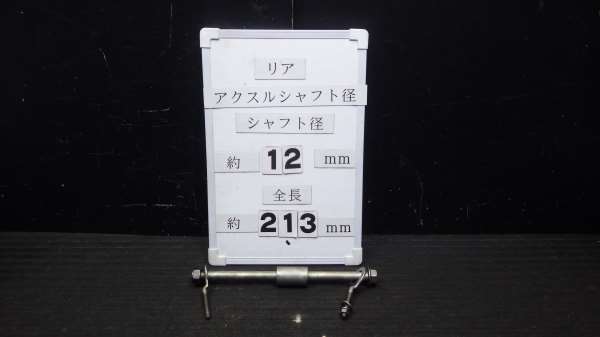 リア
アクスルシャフト径
シャフト径
約 12 mm
全長
約 213 mm